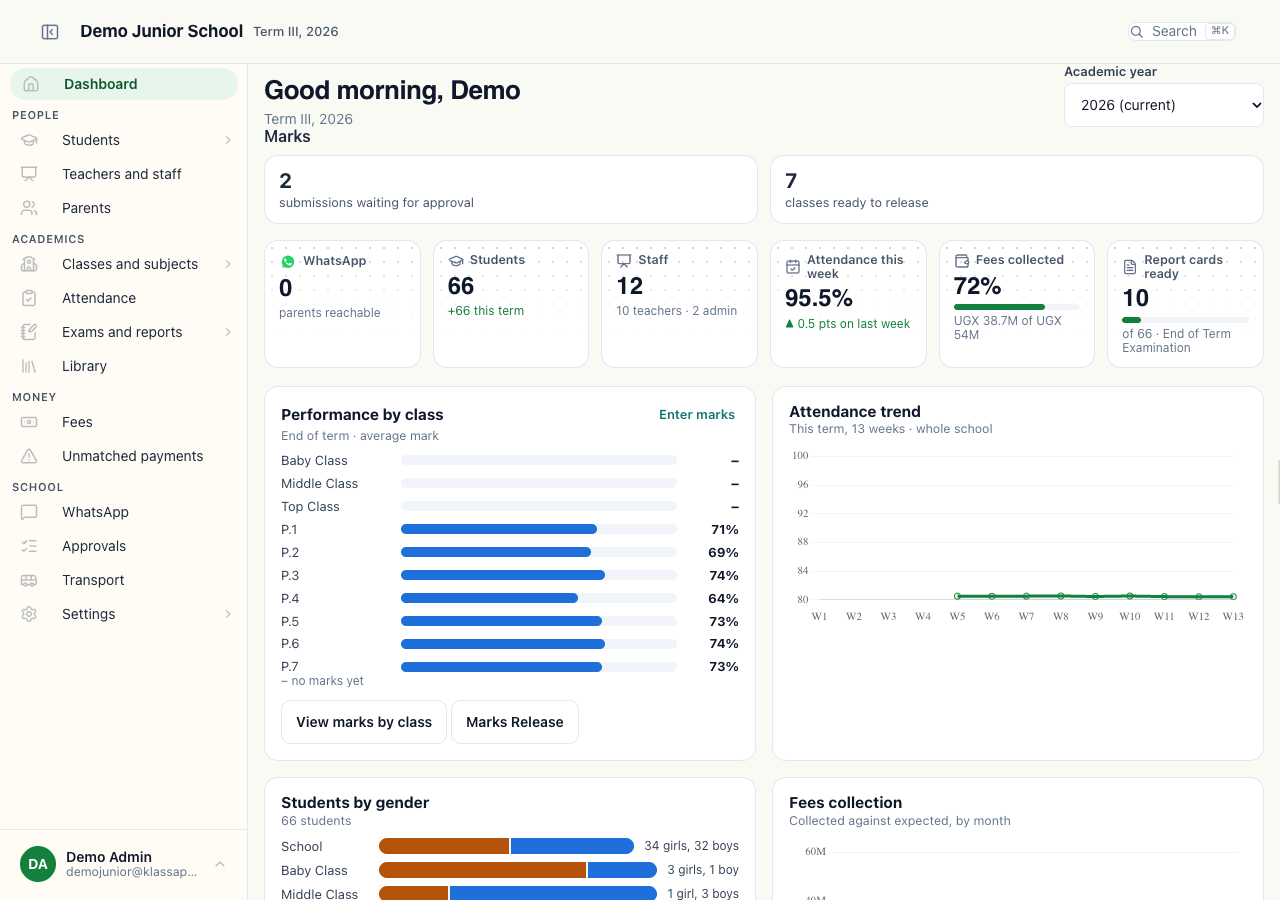 Demo Junior School Term III, 2026
Search ⌘K
Dashboard
PEOPLE
Students
Teachers and staff
Parents
ACADEMICS
Classes and subjects
Attendance
Exams and reports
Library
MONEY
Fees
Unmatched payments
SCHOOL
WhatsApp
Approvals
Transport
Settings
DA
Demo Admin
demojunior@klassap...
Good morning, Demo
Term III, 2026
Academic year
2026 (current)
Marks
2
submissions waiting for approval
7
classes ready to release
WhatsApp
0
parents reachable
Students
66
+66 this term
Staff
12
10 teachers · 2 admin
Attendance this
week
95.5%
▲ 0.5 pts on last week
Fees collected
72%
UGX 38.7M of UGX
54M
Report cards
ready
10
of 66 · End of Term
Examination
Performance by class
Enter marks
End of term · average mark
Baby Class –
Middle Class –
Top Class –
P.1 71%
P.2 69%
P.3 74%
P.4 64%
P.5 73%
P.6 74%
P.7 73%
– no marks yet
View marks by class
Marks Release
Attendance trend
This term, 13 weeks · whole school
100
96
92
88
84
80
W1 W2 W3 W4 W5 W6 W7 W8 W9 W10 W11 W12 W13
Students by gender
66 students
School 34 girls, 32 boys
Baby Class 3 girls, 1 boy
Middle Class 1 girl, 3 boys
Fees collection
Collected against expected, by month
60M